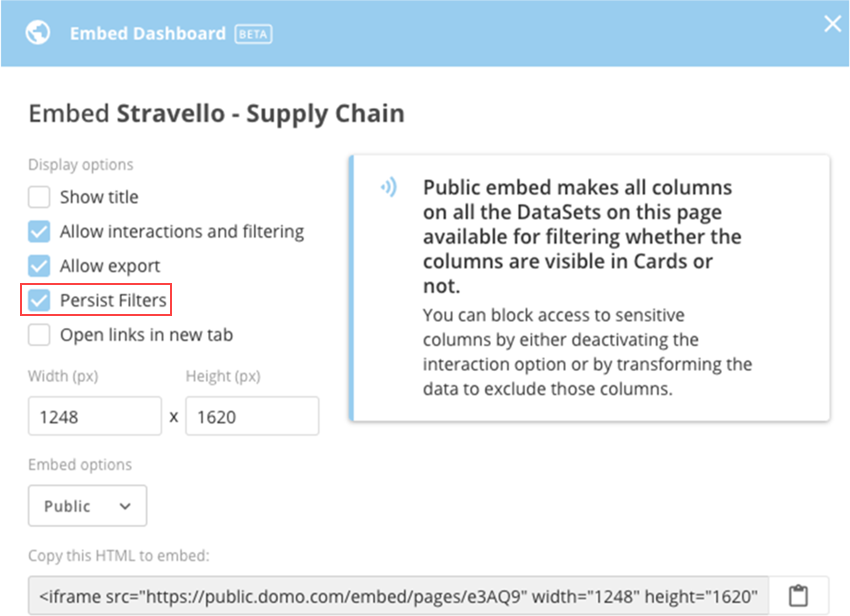 Embed Dashboard BETA
Embed Stravello - Supply Chain
Display options
Show title
Allow interactions and filtering
Allow export
Persist Filters
Open links in new tab
Width (px) Height (px)
1248 x 1620
Embed options
Public
Public embed makes all columns
on all the DataSets on this page
available for filtering whether the
columns are visible in Cards or
not.
You can block access to sensitive
columns by either deactivating the
interaction option or by transforming the
data to exclude those columns.
Copy this HTML to embed:
<iframe src="https://public.domo.com/embed/pages/e3AQ9" width="1248" height="1620"